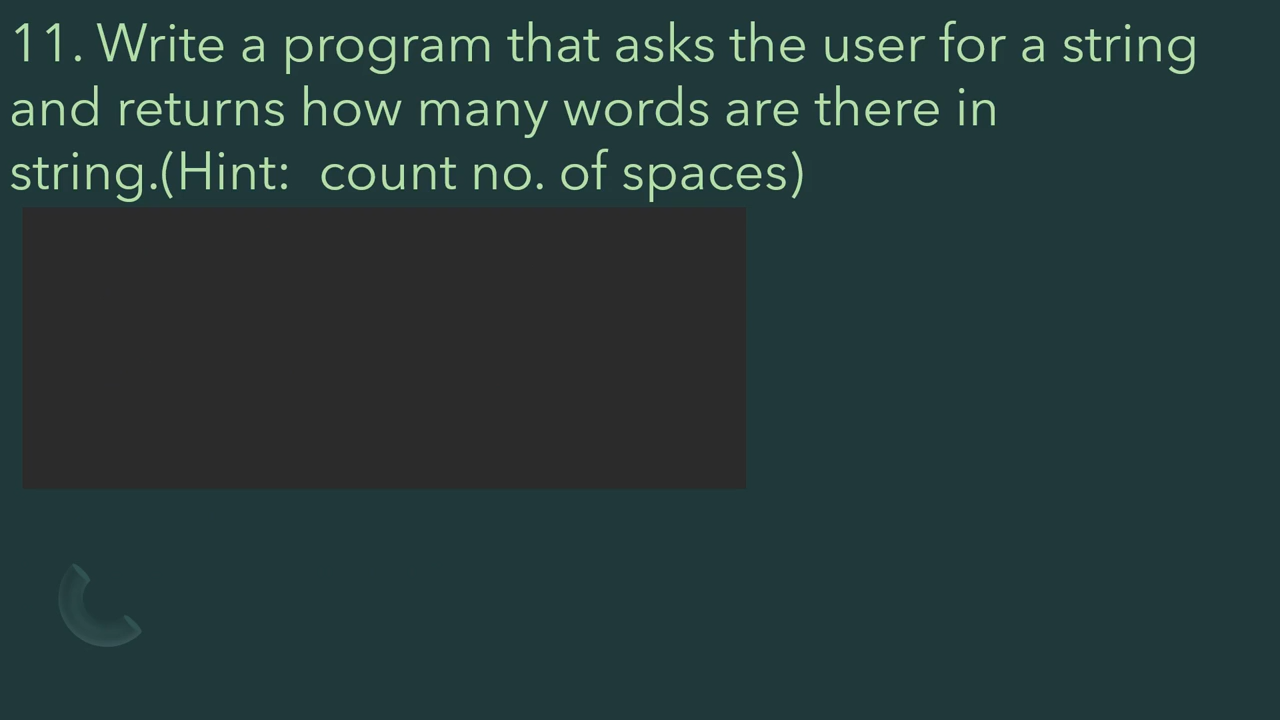 11. Write a program that asks the user for a string
and returns how many words are there in
string.(Hint:  count no. of spaces)